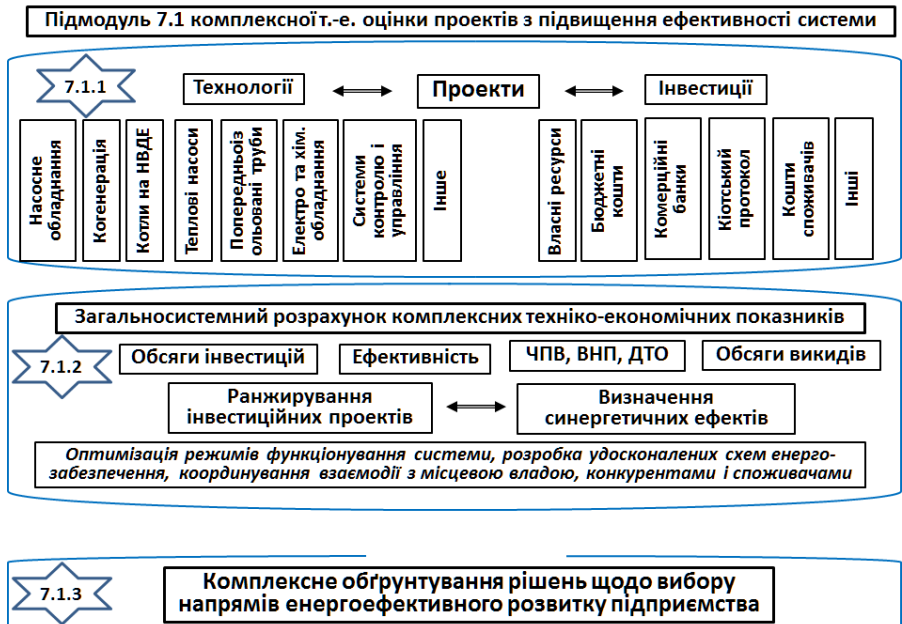 Підмодуль 7.1 комплексної т.-е. оцінки проектів з підвищення ефективності системи
7.1.1
Технології
Проекти
Інвестиції
Насосне
обладнання
Когенерація
Котли на НВДЕ
Теплові насоси
Попередньоіз
ольовані труби
Електро та хім.
обладнання
Системи
контролю і
управління
Інше
Власні ресурси
Бюджетні
кошти
Комерційні
банки
Кіотський
протокол
Кошти
споживачів
Інші
Загальносистемний розрахунок комплексних техніко-економічних показників
7.1.2
Обсяги інвестицій
Ефективність
ЧПВ, ВНП, ДТО
Обсяги викидів
Ранжирування
інвестиційних проектів
Визначення
синергетичних ефектів
Оптимізація режимів функціонування системи, розробка удосконалених схем енерго-
забезпечення, координування взаємодії з місцевою владою, конкурентами і споживачами
7.1.3
Комплексне обґрунтування рішень щодо вибору
напрямів енергоефективного розвитку підприємства